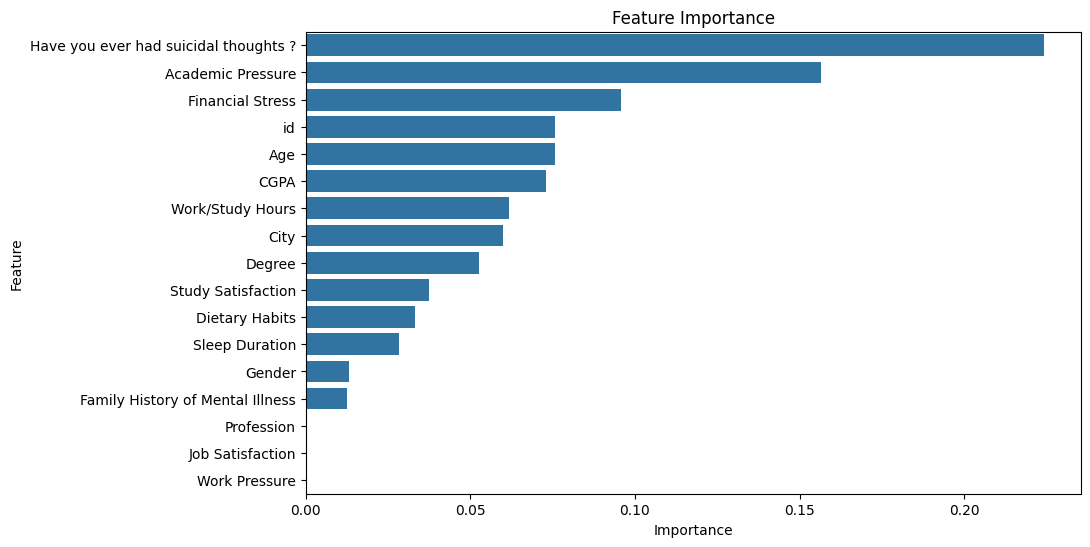 Feature Importance
Have you ever had suicidal thoughts ?
Academic Pressure
Financial Stress
id
Age
CGPA
Work/Study Hours
City
Degree
Study Satisfaction
Dietary Habits
Sleep Duration
Gender
Family History of Mental Illness
Profession
Job Satisfaction
Work Pressure
Feature
0.00 0.05 0.10 0.15 0.20
Importance